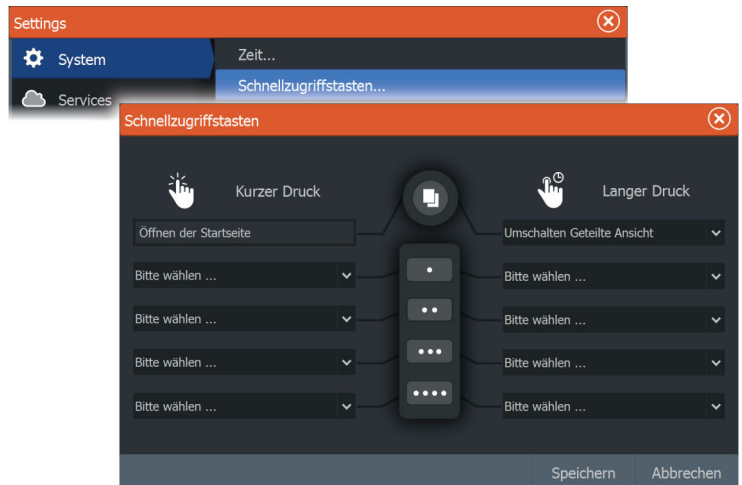 Settings
System
Zeit...
Schnellzugriffstasten...
Services
Schnellzugriffstasten
Kurzer Druck
Langer Druck
Öffnen der Startseite
Umschalten Geteilte Ansicht
Bitte wählen ...
Bitte wählen ...
Bitte wählen ...
Bitte wählen ...
Bitte wählen ...
Bitte wählen ...
Bitte wählen ...
Bitte wählen ...
Speichern
Abbrechen